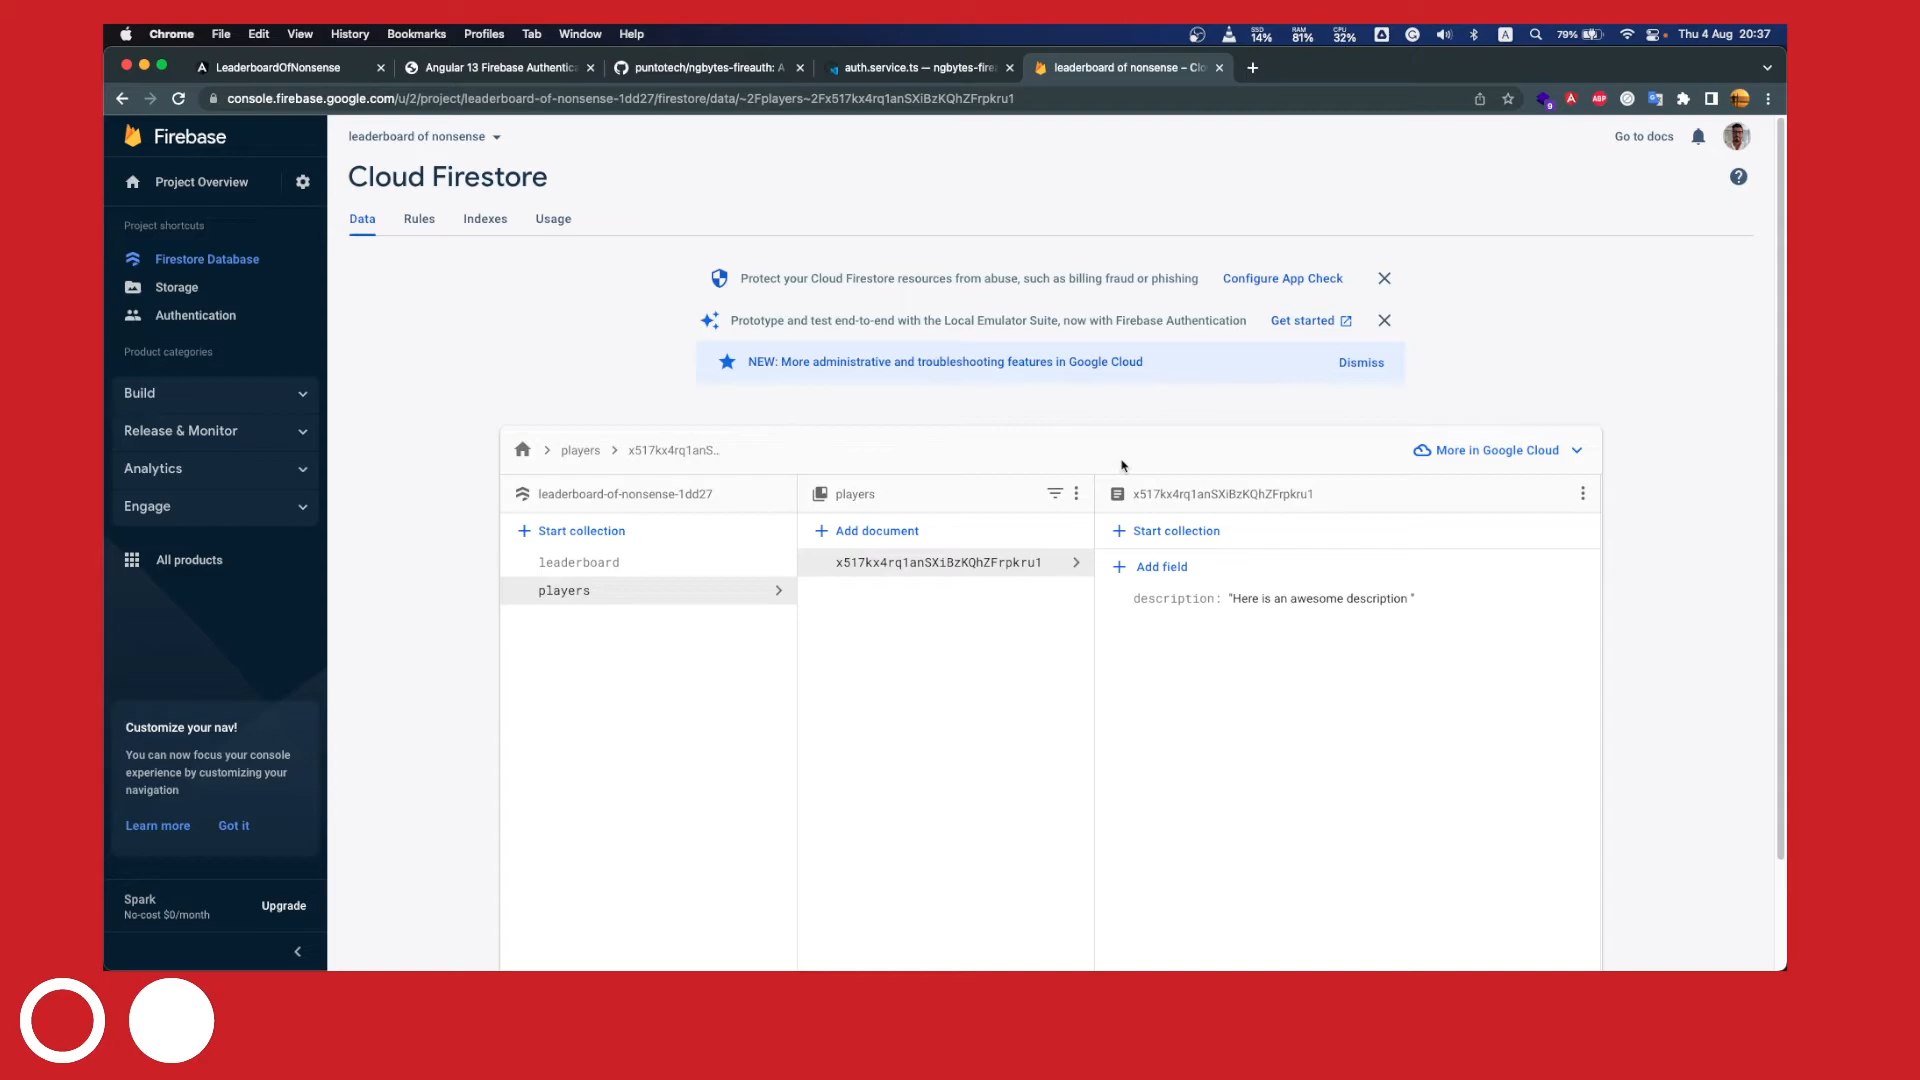 Chrome File Edit View History Bookmarks Profiles Tab Window Help SSD 14% RAM 81% CPU 32% A 79% Thu 4 Aug 20:37
LeaderboardOfNonsense Angular 13 Firebase Authentica puntotech/ngbytes-fireauth: A auth.service.ts — ngbytes-fire leaderboard of nonsense – Clo
console.firebase.google.com/u/2/project/leaderboard-of-nonsense-1dd27/firestore/data/~2Fplayers~2Fx517kx4rq1anSXiBzKQhZFrpkru1 9 ABP
Firebase
Project Overview
Project shortcuts
Firestore Database
Storage
Authentication
Product categories
Build
Release & Monitor
Analytics
Engage
All products
Customize your nav!
You can now focus your console
experience by customizing your
navigation
Learn more Got it
Spark
No-cost $0/month
Upgrade
leaderboard of nonsense
Go to docs
Cloud Firestore
Data Rules Indexes Usage
Protect your Cloud Firestore resources from abuse, such as billing fraud or phishing Configure App Check
Prototype and test end-to-end with the Local Emulator Suite, now with Firebase Authentication Get started
NEW: More administrative and troubleshooting features in Google Cloud Dismiss
players x517kx4rq1anS... More in Google Cloud
leaderboard-of-nonsense-1dd27
Start collection
leaderboard
players
players
Add document
x517kx4rq1anSXiBzKQhZFrpkru1
x517kx4rq1anSXiBzKQhZFrpkru1
Start collection
Add field
description: "Here is an awesome description "